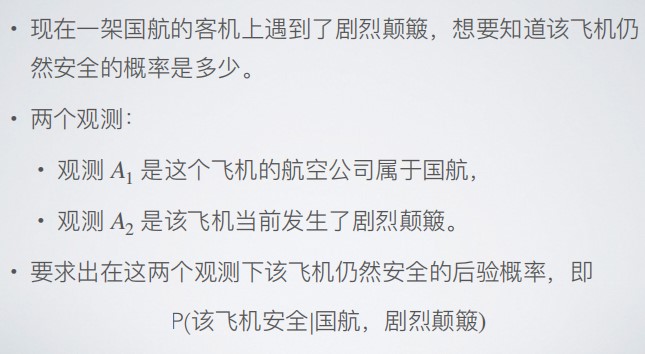 • 现在一架国航的客机上遇到了剧烈颠簸，想要知道该飞机仍
然安全的概率是多少。
• 两个观测：
• 观测 A₁ 是这个飞机的航空公司属于国航，
• 观测 A₂ 是该飞机当前发生了剧烈颠簸。
• 要求出在这两个观测下该飞机仍然安全的后验概率，即
P(该飞机安全|国航，剧烈颠簸)